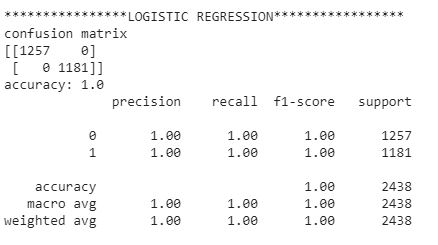 ****************LOGISTIC REGRESSION*****************
confusion matrix
[[1257    0]
 [   0 1181]]
accuracy: 1.0
              precision    recall  f1-score   support

           0       1.00      1.00      1.00      1257
           1       1.00      1.00      1.00      1181

    accuracy                           1.00      2438
   macro avg       1.00      1.00      1.00      2438
weighted avg       1.00      1.00      1.00      2438